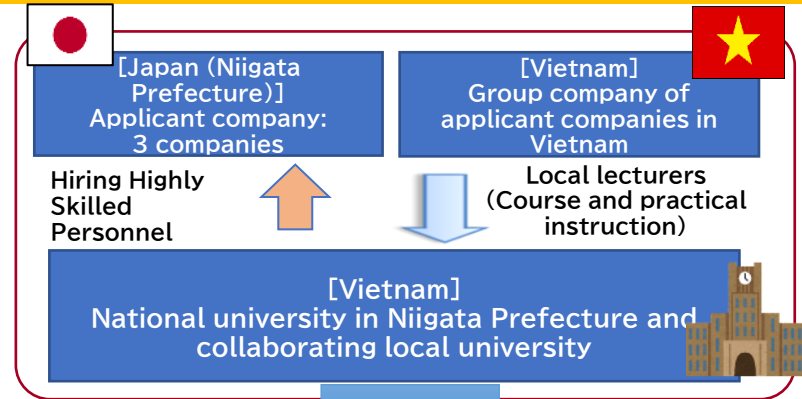 [Japan (Niigata
Prefecture)]
Applicant company:
3 companies
[Vietnam]
Group company of
applicant companies in
Vietnam
Hiring Highly
Skilled
Personnel
Local lecturers
(Course and practical
instruction)
[Vietnam]
National university in Niigata Prefecture and
collaborating local university